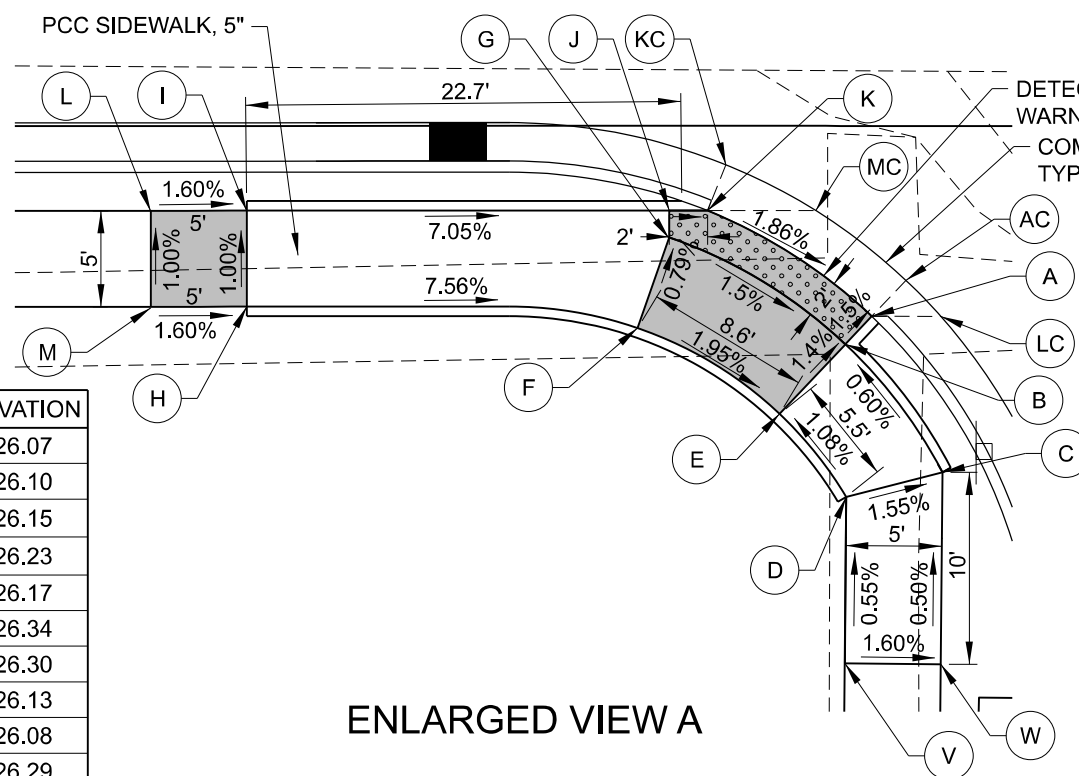 PCC SIDEWALK, 5"
G
J
KC
L
I
22.7'
K
DETEC
WARN
COM
TYP
MC
AC
1.60%
5'
5'
1.00%
1.00%
7.05%
2'
1.86%
2'
1.5%
A
0.79%
1.5%
7.56%
5'
1.60%
8.6'
1.95%
1.4%
LC
M
H
F
B
0.60%
5.5'
1.08%
E
C
1.55%
D
5'
10'
0.55%
0.50%
1.60%
V
W
VATION
26.07
26.10
26.15
26.23
26.17
26.34
26.30
26.13
26.08
26.29
ENLARGED VIEW A